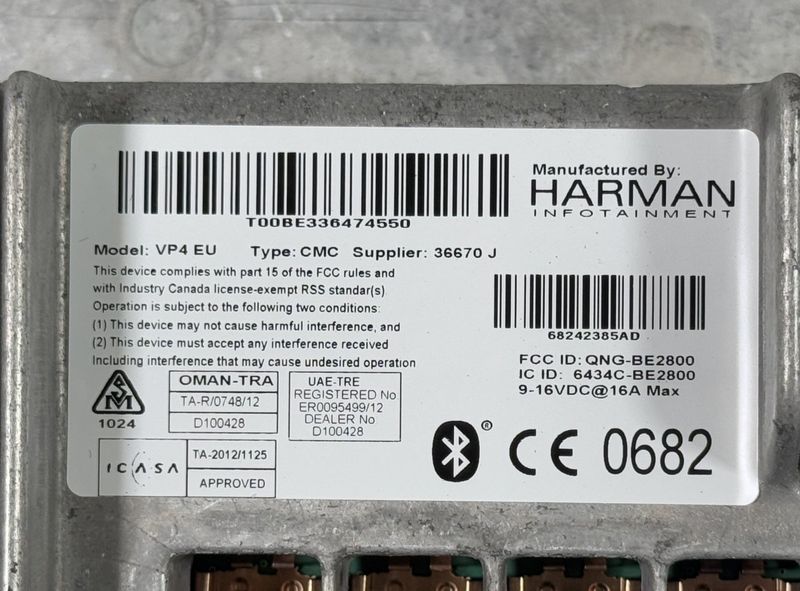 T00BE336474550
Manufactured By:
HARMAN
INFOTAINMENT
Model: VP4 EU Type: CMC Supplier: 36670 J
This device complies with part 15 of the FCC rules and
with Industry Canada license-exempt RSS standar(s)
Operation is subject to the following two conditions:
(1) This device may not cause harmful interference, and
(2) This device must accept any interference received
Including interference that may cause undesired operation
68242385AD
FCC ID: QNG-BE2800
IC ID: 6434C-BE2800
9-16VDC@16A Max
SM
1024
OMAN-TRA
TA-R/0748/12
D100428
UAE-TRE
REGISTERED No
ER0095499/12
DEALER No
D100428
ICASA
TA-2012/1125
APPROVED
® CE 0682